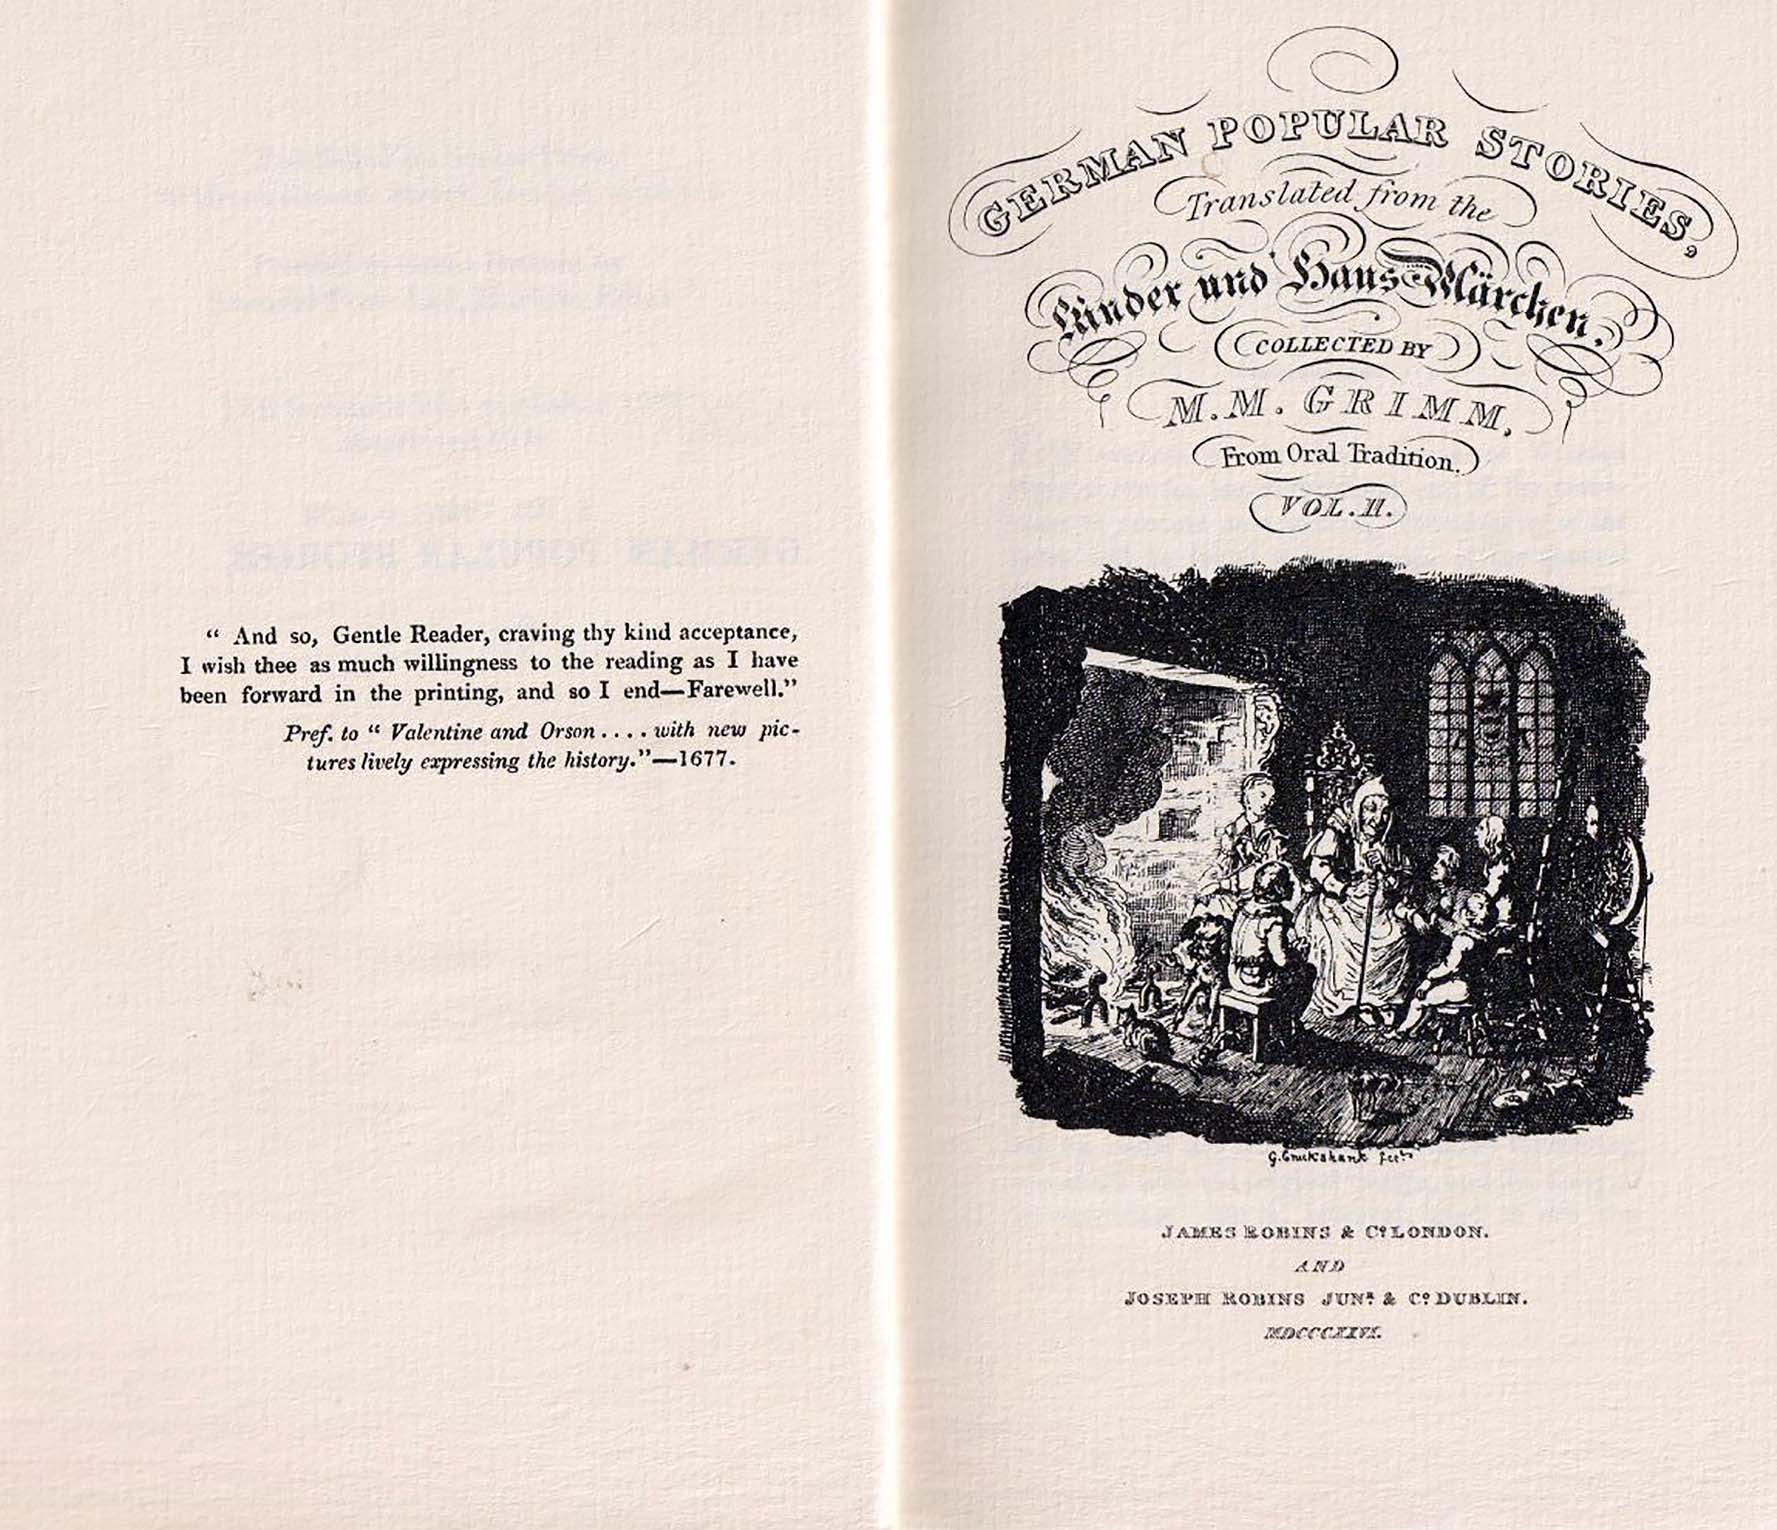 “ And so, Gentle Reader, craving thy kind acceptance,
I wish thee as much willingness to the reading as I have
been forward in the printing, and so I end—Farewell.”
Pref. to “ Valentine and Orson .... with new pic-
tures lively expressing the history.”—1677.
GERMAN POPULAR STORIES,
Translated from the
Kinder und Haus Märchen.
COLLECTED BY
M. M. GRIMM,
From Oral Tradition.
VOL. II.
G. Cruikshank fect.
JAMES ROBINS & Co. LONDON.
AND
JOSEPH ROBINS JUNR. & Co. DUBLIN.
MDCCCXXVI.